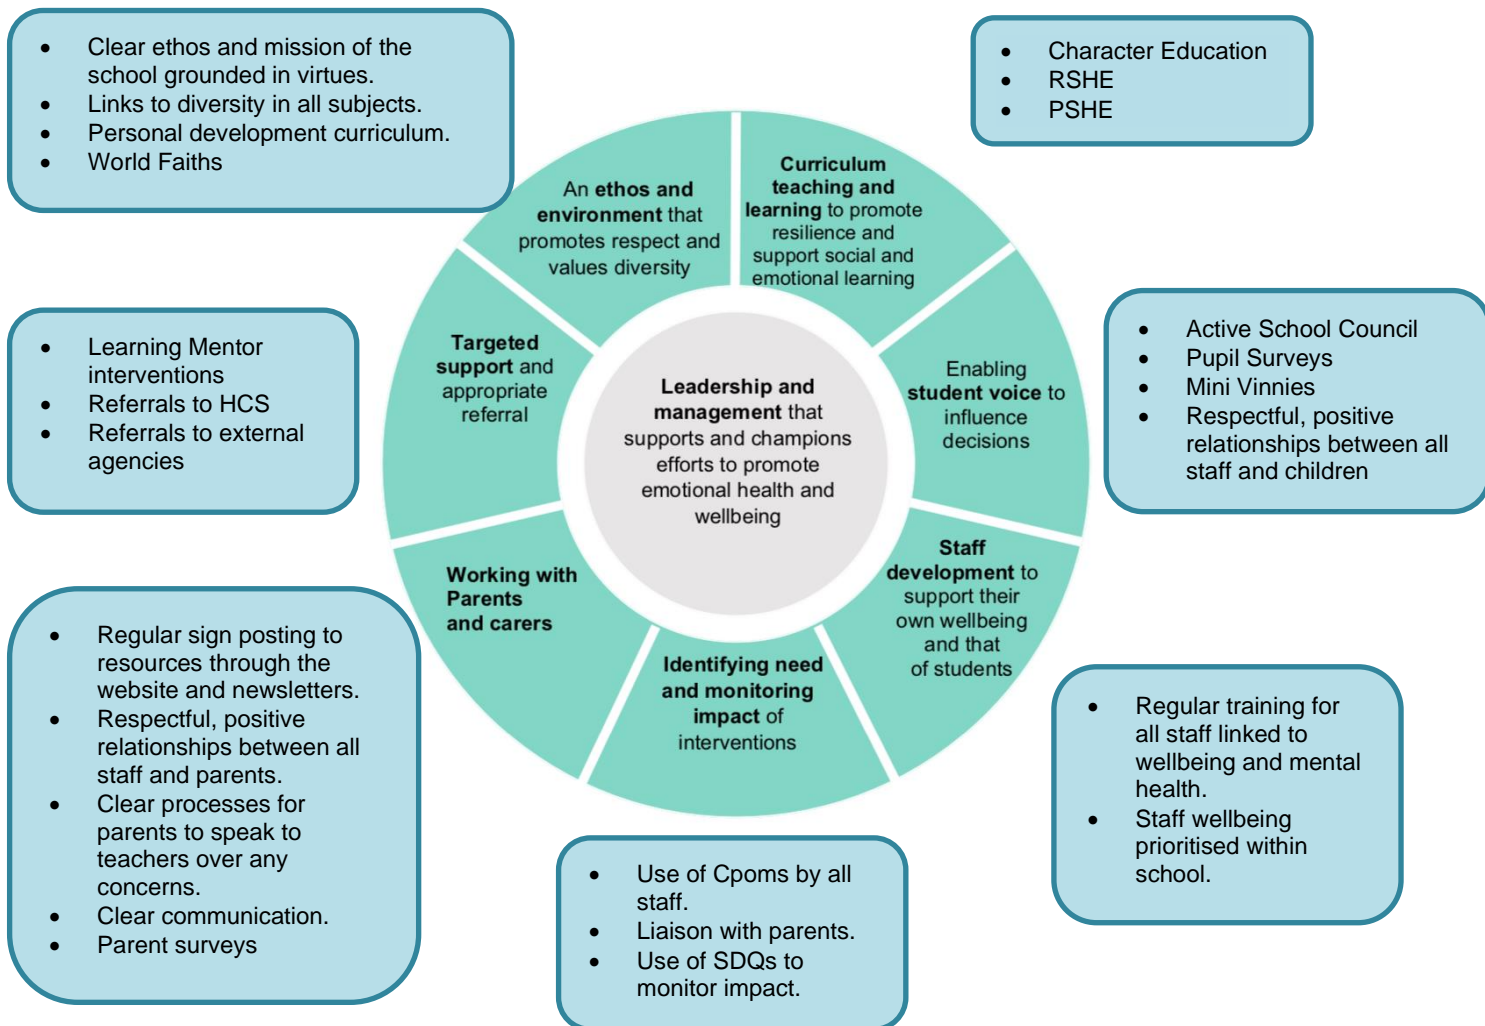 • Clear ethos and mission of the
school grounded in virtues.
• Links to diversity in all subjects.
• Personal development curriculum.
• World Faiths
• Character Education
• RSHE
• PSHE
An ethos and
environment that
promotes respect and
values diversity
Curriculum
teaching and
learning to promote
resilience and
support social and
emotional learning
• Learning Mentor
interventions
• Referrals to HCS
• Referrals to external
agencies
Targeted
support and
appropriate
referral
Leadership and
management that
supports and champions
efforts to promote
emotional health and
wellbeing
Enabling
student voice to
influence
decisions
• Active School Council
• Pupil Surveys
• Mini Vinnies
• Respectful, positive
relationships between all
staff and children
Working with
Parents
and carers
Identifying need
and monitoring
impact of
interventions
Staff
development to
support their
own wellbeing
and that
of students
• Regular sign posting to
resources through the
website and newsletters.
• Respectful, positive
relationships between all
staff and parents.
• Clear processes for
parents to speak to
teachers over any
concerns.
• Clear communication.
• Parent surveys
• Use of Cpoms by all
staff.
• Liaison with parents.
• Use of SDQs to
monitor impact.
• Regular training for
all staff linked to
wellbeing and mental
health.
• Staff wellbeing
prioritised within
school.